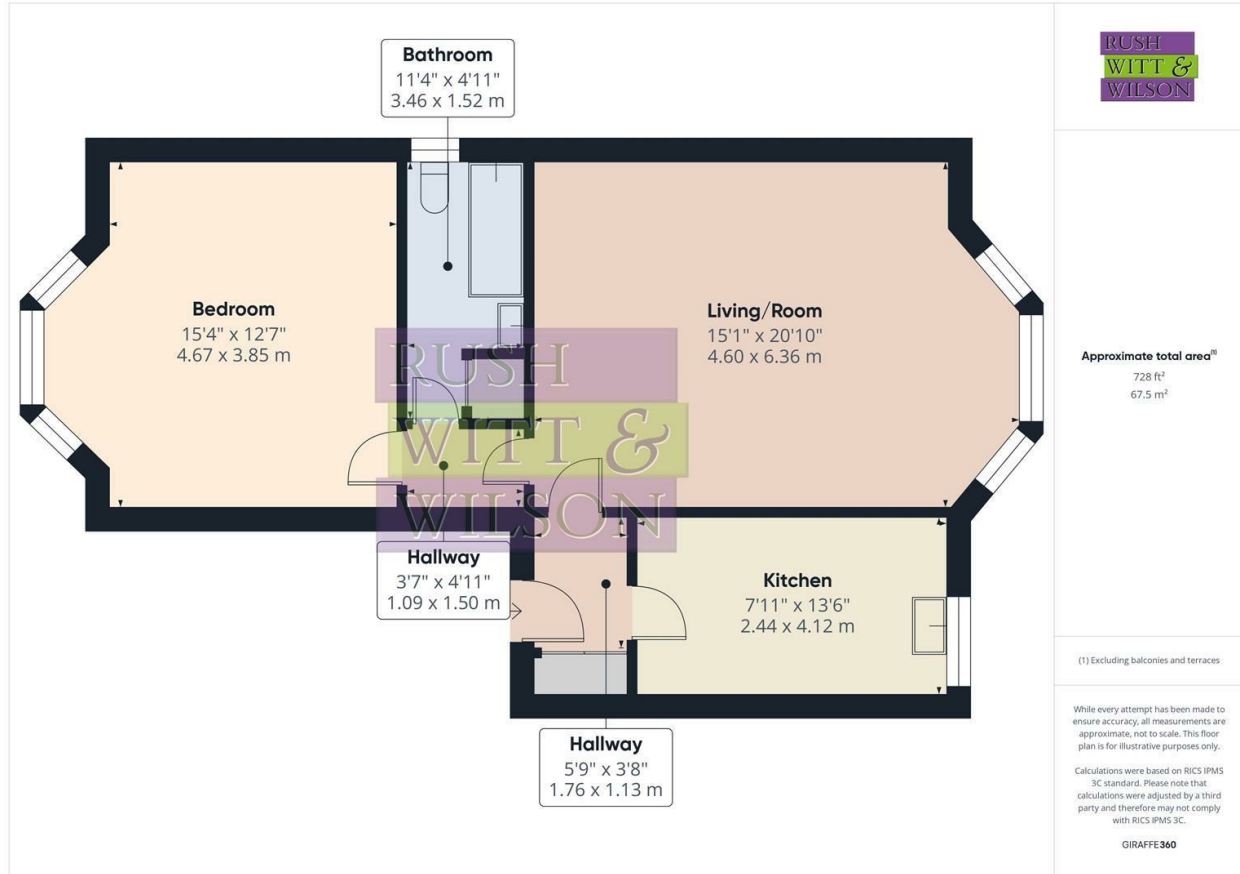 Bathroom
11'4" x 4'11"
3.46 x 1.52 m
Bedroom
15'4" x 12'7"
4.67 x 3.85 m
Living/Room
15'1" x 20'10"
4.60 x 6.36 m
RUSH
WITT &
WILSON
Hallway
3'7" x 4'11"
1.09 x 1.50 m
Kitchen
7'11" x 13'6"
2.44 x 4.12 m
Hallway
5'9" x 3'8"
1.76 x 1.13 m
RUSH
WITT &
WILSON
Approximate total area⁽¹⁾
728 ft²
67.5 m²
(1) Excluding balconies and terraces
While every attempt has been made to
ensure accuracy, all measurements are
approximate, not to scale. This floor
plan is for illustrative purposes only.
Calculations were based on RICS IPMS
3C standard. Please note that
calculations were adjusted by a third
party and therefore may not comply
with RICS IPMS 3C.
GIRAFFE360